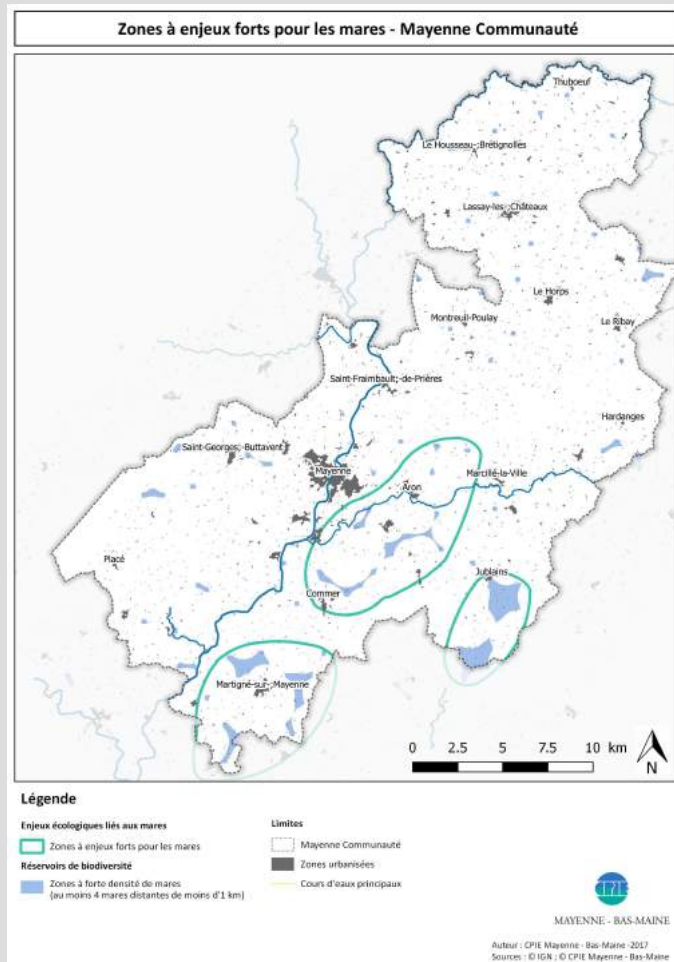 Zones à enjeux forts pour les mares - Mayenne Communauté
Thuboeuf
Le Housseau-;Brétignolles
Lassay-les-;Châteaux
Le Horps
Montreuil-Poulay
Le Ribay
Saint-Fraimbault;-de-Prières
Hardanges
Saint-Georges;-Buttavent
Mayenne
Marcillé-la-Ville
Aron
Placé
Jublains
Commer
Martigné-sur-;Mayenne
0 2.5 5 7.5 10 km
N
Légende
Enjeux écologiques liés aux mares
Zones à enjeux forts pour les mares
Réservoirs de biodiversité
Zones à forte densité de mares
(au moins 4 mares distantes de moins d'1 km)
Limites
Mayenne Communauté
Zones urbanisées
Cours d'eaux principaux
CPIE
MAYENNE - BAS-MAINE
Auteur : CPIE Mayenne - Bas-Maine -2017
Sources : © IGN ; © CPIE Mayenne - Bas-Maine